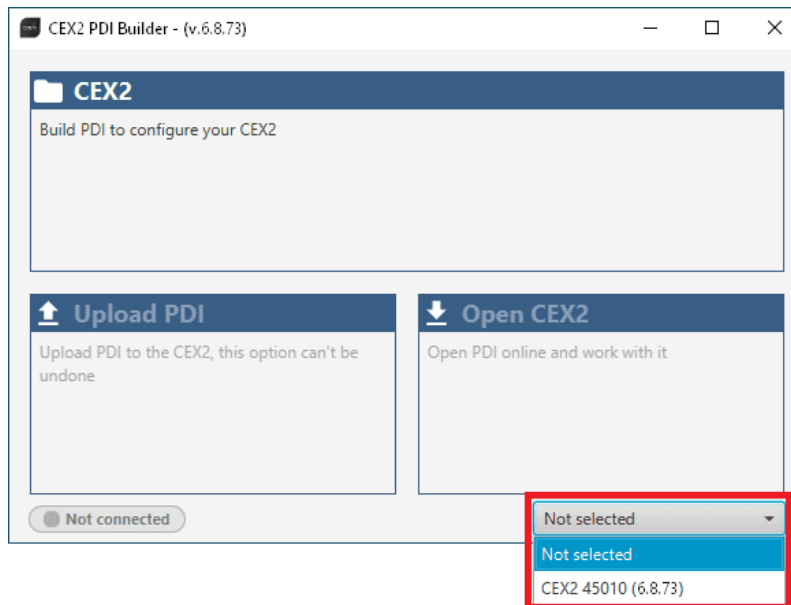 CEX2 PDI Builder - (v.6.8.73)
CEX2
Build PDI to configure your CEX2
Upload PDI
Upload PDI to the CEX2, this option can't be
undone
Open CEX2
Open PDI online and work with it
Not connected
Not selected
Not selected
CEX2 45010 (6.8.73)